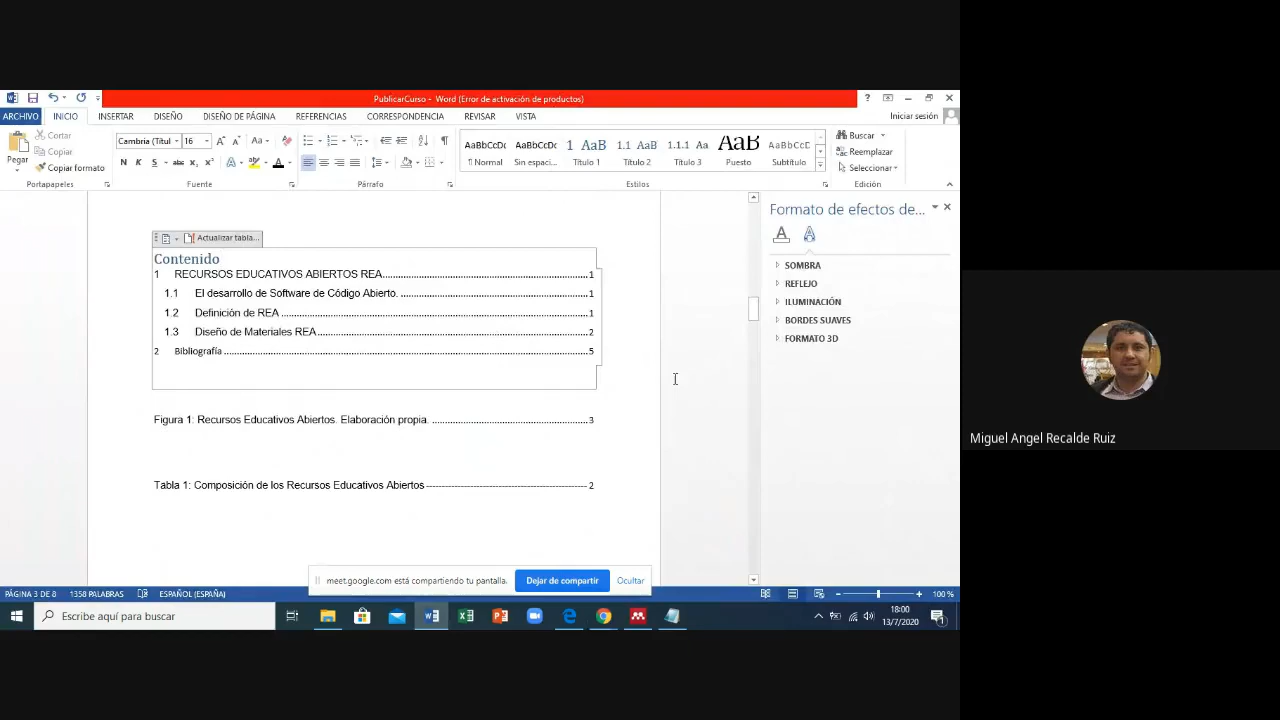 PublicarCurso - Word (Error de activación de productos)
ARCHIVO INICIO INSERTAR DISEÑO DISEÑO DE PÁGINA REFERENCIAS CORRESPONDENCIA REVISAR VISTA Iniciar sesión
Pegar
Cortar
Copiar
Copiar formato
Portapapeles
Cambria (Títul 16 Aa
N K S abc x₂ x² A
Fuente
Párrafo
AaBbCcDc AaBbCcDc 1 AaB 1.1 AaB 1.1.1 Aa AaB AaBbCcD
¶ Normal Sin espaci... Título 1 Título 2 Título 3 Puesto Subtítulo
Estilos
Buscar
Reemplazar
Seleccionar
Edición
Formato de efectos de...
SOMBRA
REFLEJO
ILUMINACIÓN
BORDES SUAVES
FORMATO 3D
Actualizar tabla...
Contenido
1 RECURSOS EDUCATIVOS ABIERTOS REA 1
1.1 El desarrollo de Software de Código Abierto. 1
1.2 Definición de REA 1
1.3 Diseño de Materiales REA 2
2 Bibliografía 5
Figura 1: Recursos Educativos Abiertos. Elaboración propia. 3
Tabla 1: Composición de los Recursos Educativos Abiertos 2
Miguel Angel Recalde Ruiz
meet.google.com está compartiendo tu pantalla. Dejar de compartir Ocultar
PÁGINA 3 DE 8 1358 PALABRAS ESPAÑOL (ESPAÑA) 100 %
Escribe aquí para buscar
18:00
13/7/2020